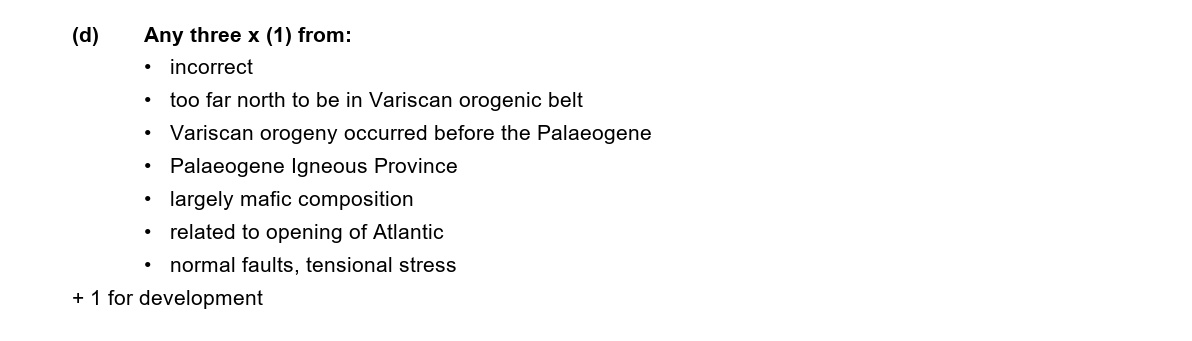 (d) Any three x (1) from:
• incorrect
• too far north to be in Variscan orogenic belt
• Variscan orogeny occurred before the Palaeogene
• Palaeogene Igneous Province
• largely mafic composition
• related to opening of Atlantic
• normal faults, tensional stress
+ 1 for development